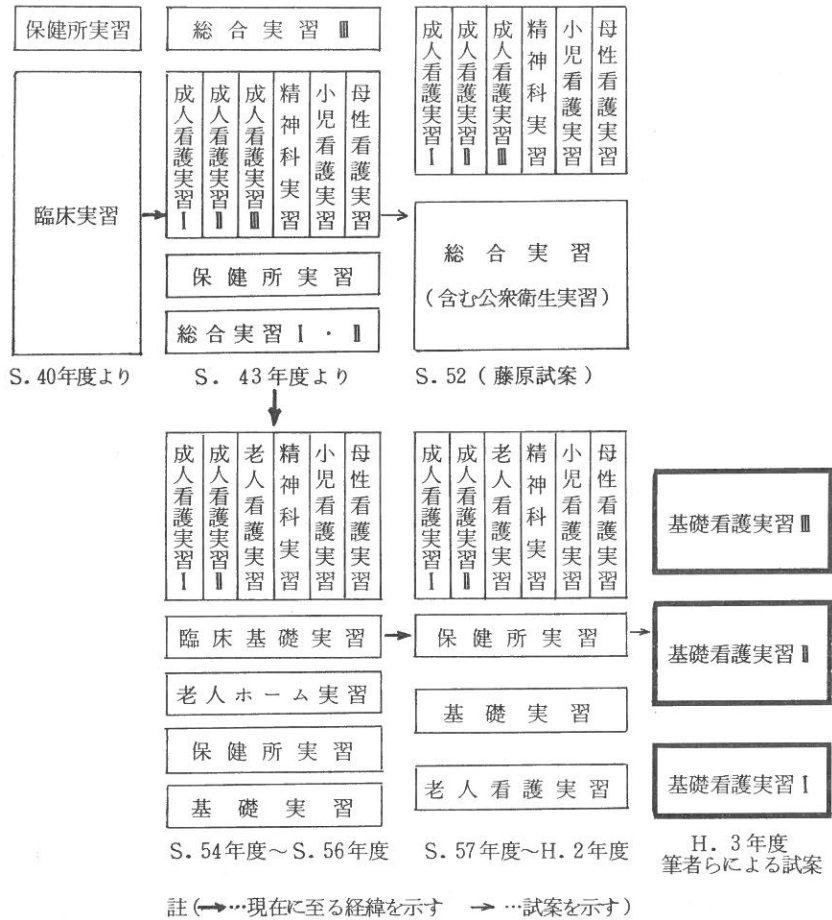 保健所実習
臨床実習
S.40年度より
総合実習Ⅲ
成人看護実習Ⅰ
成人看護実習Ⅱ
成人看護実習Ⅲ
精神科実習
小児看護実習
母性看護実習
保健所実習
総合実習Ⅰ・Ⅱ
S.43年度より
成人看護実習Ⅰ
成人看護実習Ⅱ
成人看護実習Ⅲ
精神科実習
小児看護実習
母性看護実習
総合実習
(含む公衆衛生実習)
S.52(藤原試案)
成人看護実習Ⅰ
成人看護実習Ⅱ
老人看護実習
精神科実習
小児看護実習
母性看護実習
臨床基礎実習
老人ホーム実習
保健所実習
基礎実習
S.54年度~S.56年度
成人看護実習Ⅰ
成人看護実習Ⅱ
老人看護実習
精神科実習
小児看護実習
母性看護実習
保健所実習
基礎実習
老人看護実習
S.57年度~H.2年度
基礎看護実習Ⅲ
基礎看護実習Ⅱ
基礎看護実習Ⅰ
H.3年度
筆者らによる試案
註(→…現在に至る経緯を示す →…試案を示す)